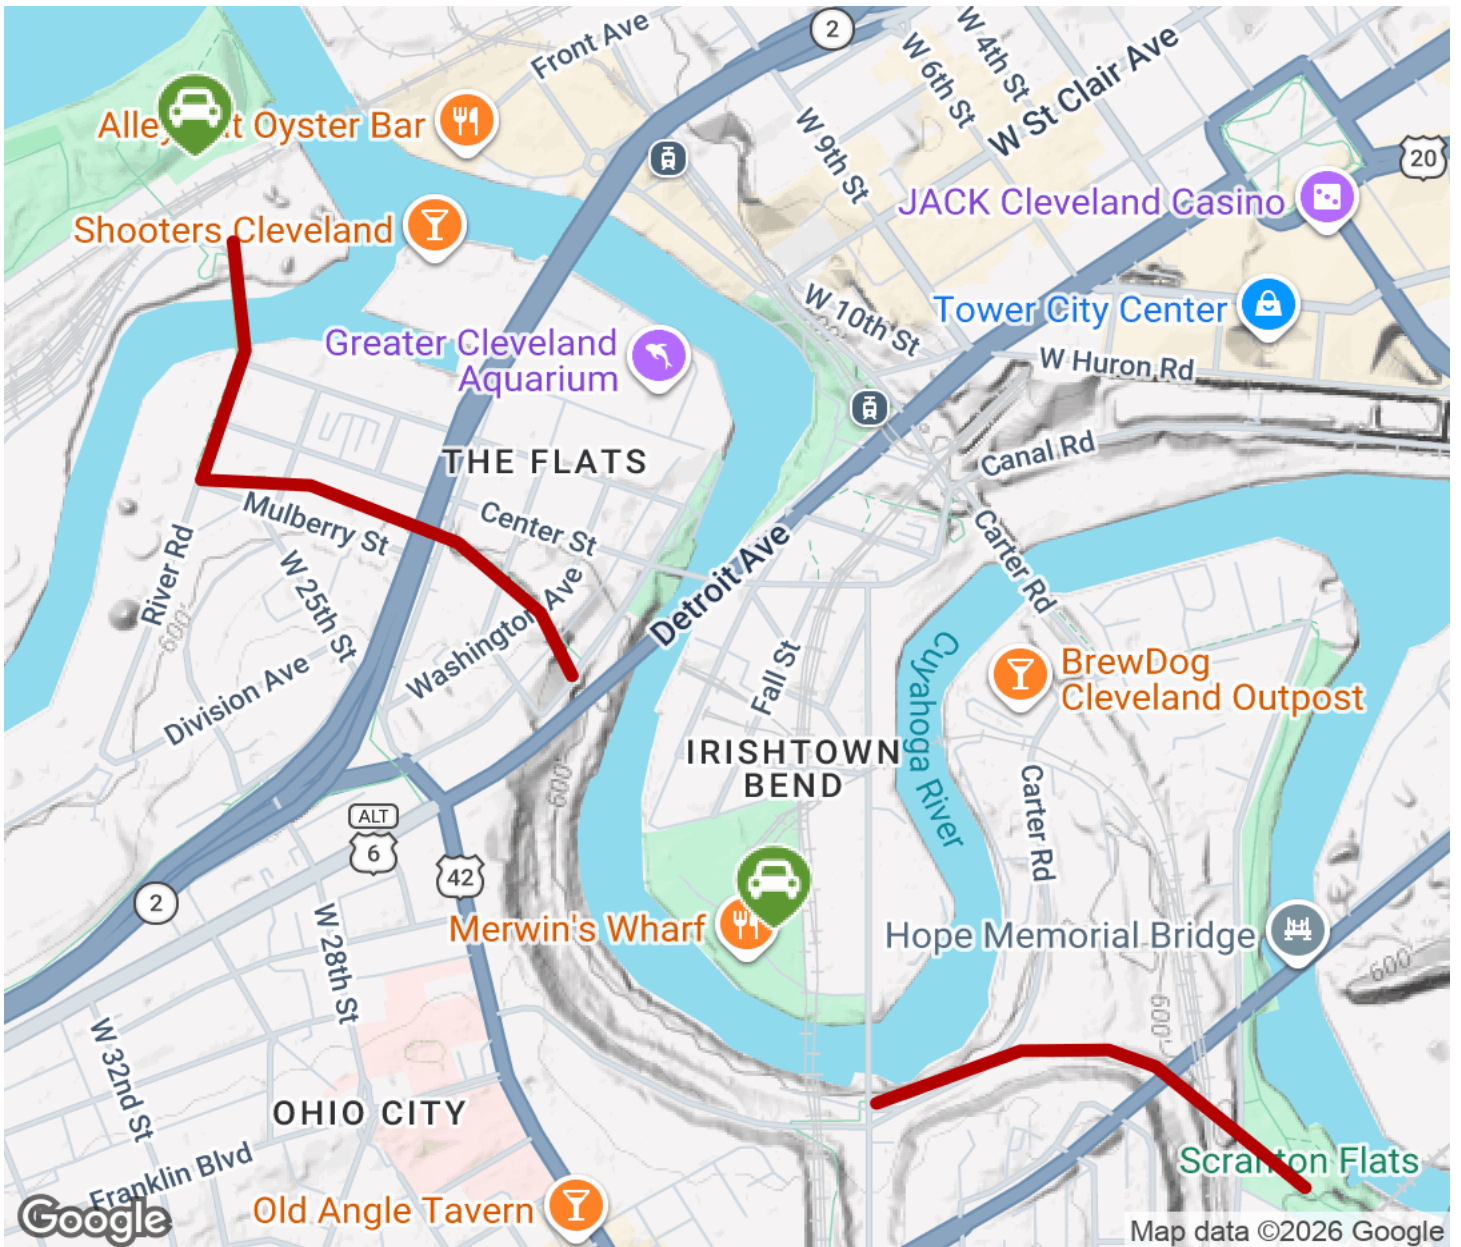 Front Ave
2
W 4th St
W 6th St
W St Clair Ave
W 9th St
20
Oyster Bar
JACK Cleveland Casino
Shooters Cleveland
W 10th St
Tower City Center
Greater Cleveland
Aquarium
W Huron Rd
THE FLATS
Canal Rd
Mulberry St
Center St
Carter Rd
River Rd
W 25th St
Washington Ave
Detroit Ave
600'
Division Ave
Fall St
Cuyahoga River
BrewDog
Cleveland Outpost
IRISHTOWN
BEND
600'
Carter Rd
ALT
6
42
2
Merwin's Wharf
Hope Memorial Bridge
600
W 28th St
600'
W 32nd St
OHIO CITY
Franklin Blvd
Scranton Flats
Old Angle Tavern
Google
Map data ©2026 Google